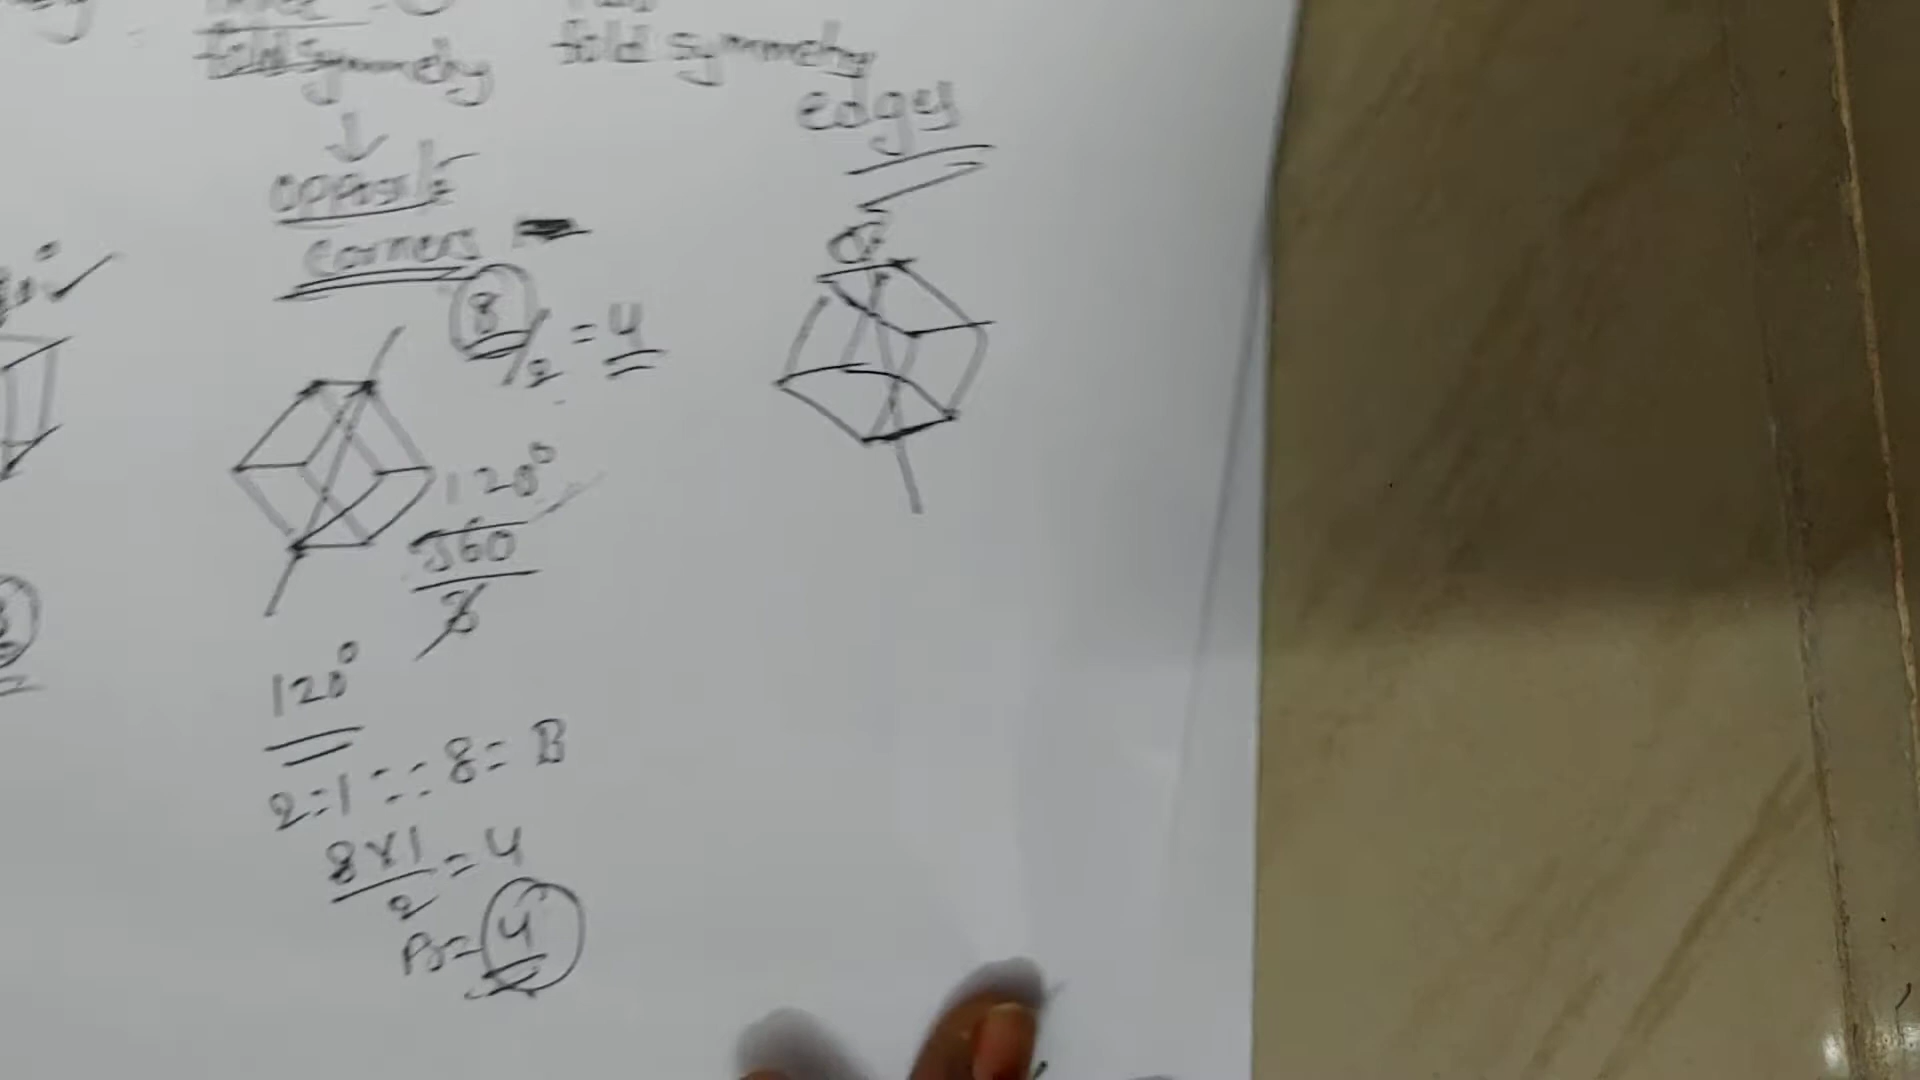 fold symmetry
fold symmetry
edges
↓
opposite
corners
8/2 = 4
120°
360
3
120°
2:1 :: 8: B
8×1
2
= 4
B = 4